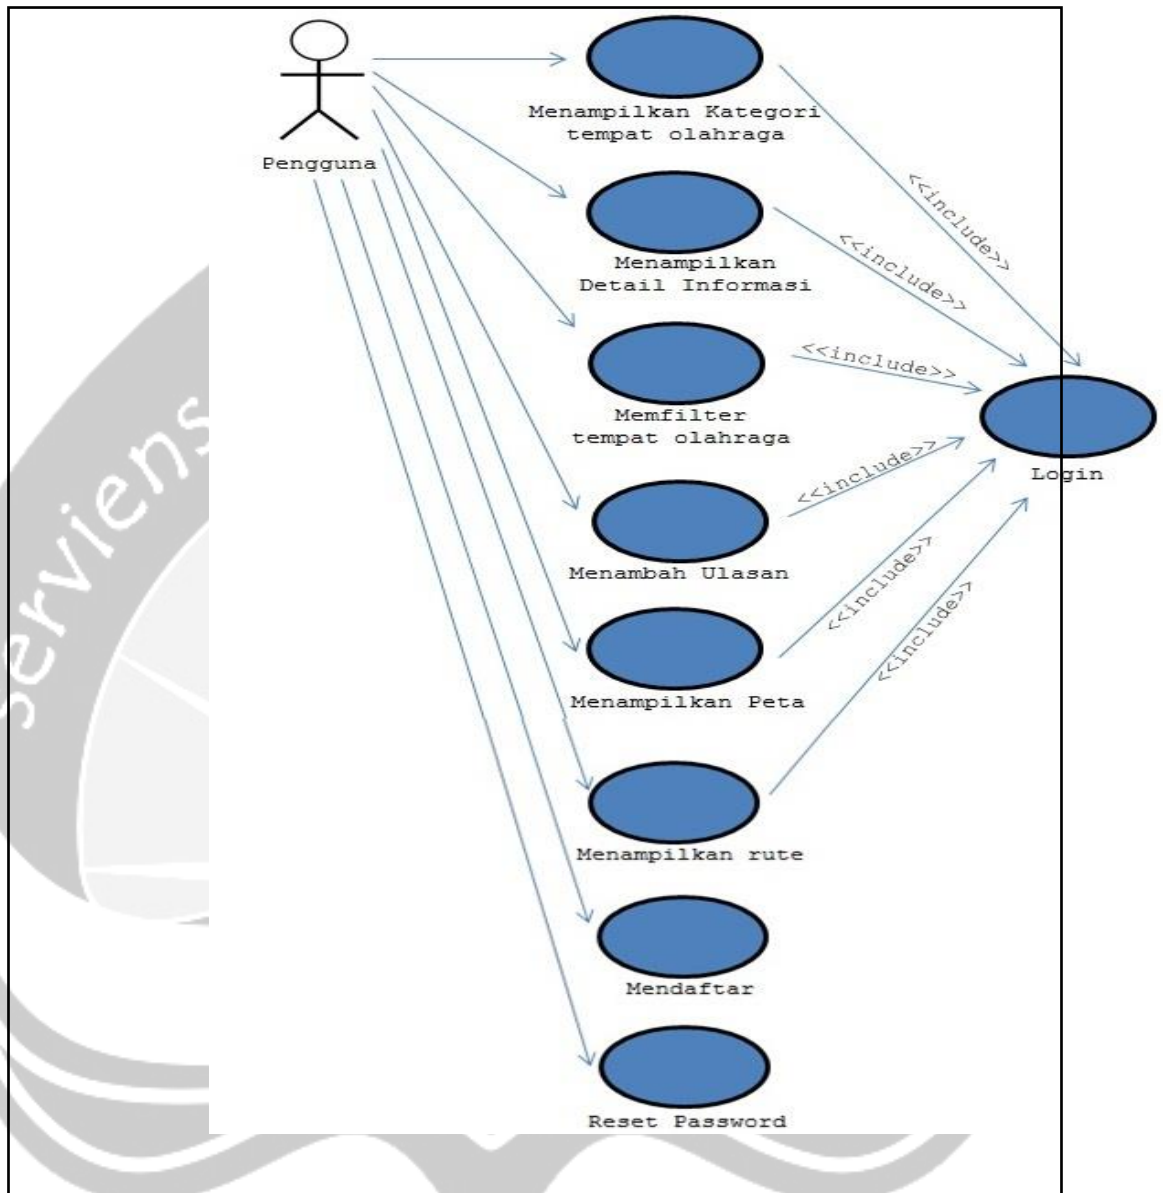 Pengguna
Menampilkan Kategori
tempat olahraga
<<include>>
Menampilkan
Detail Informasi
<<include>>
Memfilter
tempat olahraga
<<include>>
Login
Menambah Ulasan
<<include>>
Menampilkan Peta
<<include>>
Menampilkan rute
<<include>>
Mendaftar
Reset Password
serviens